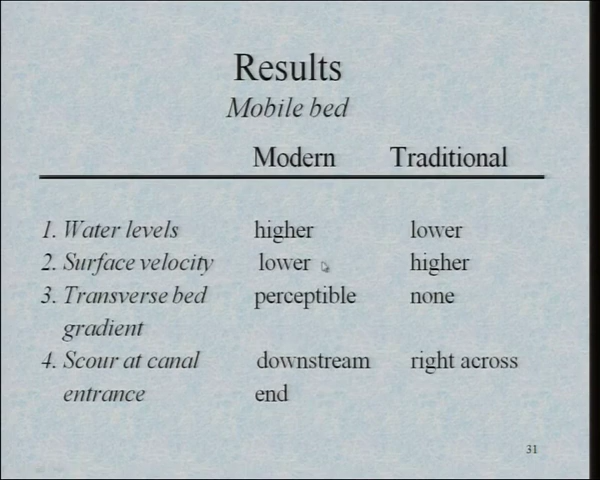 Results
Mobile bed
Modern Traditional
1. Water levels higher lower
2. Surface velocity lower higher
3. Transverse bed perceptible none
gradient
4. Scour at canal downstream right across
entrance end
31